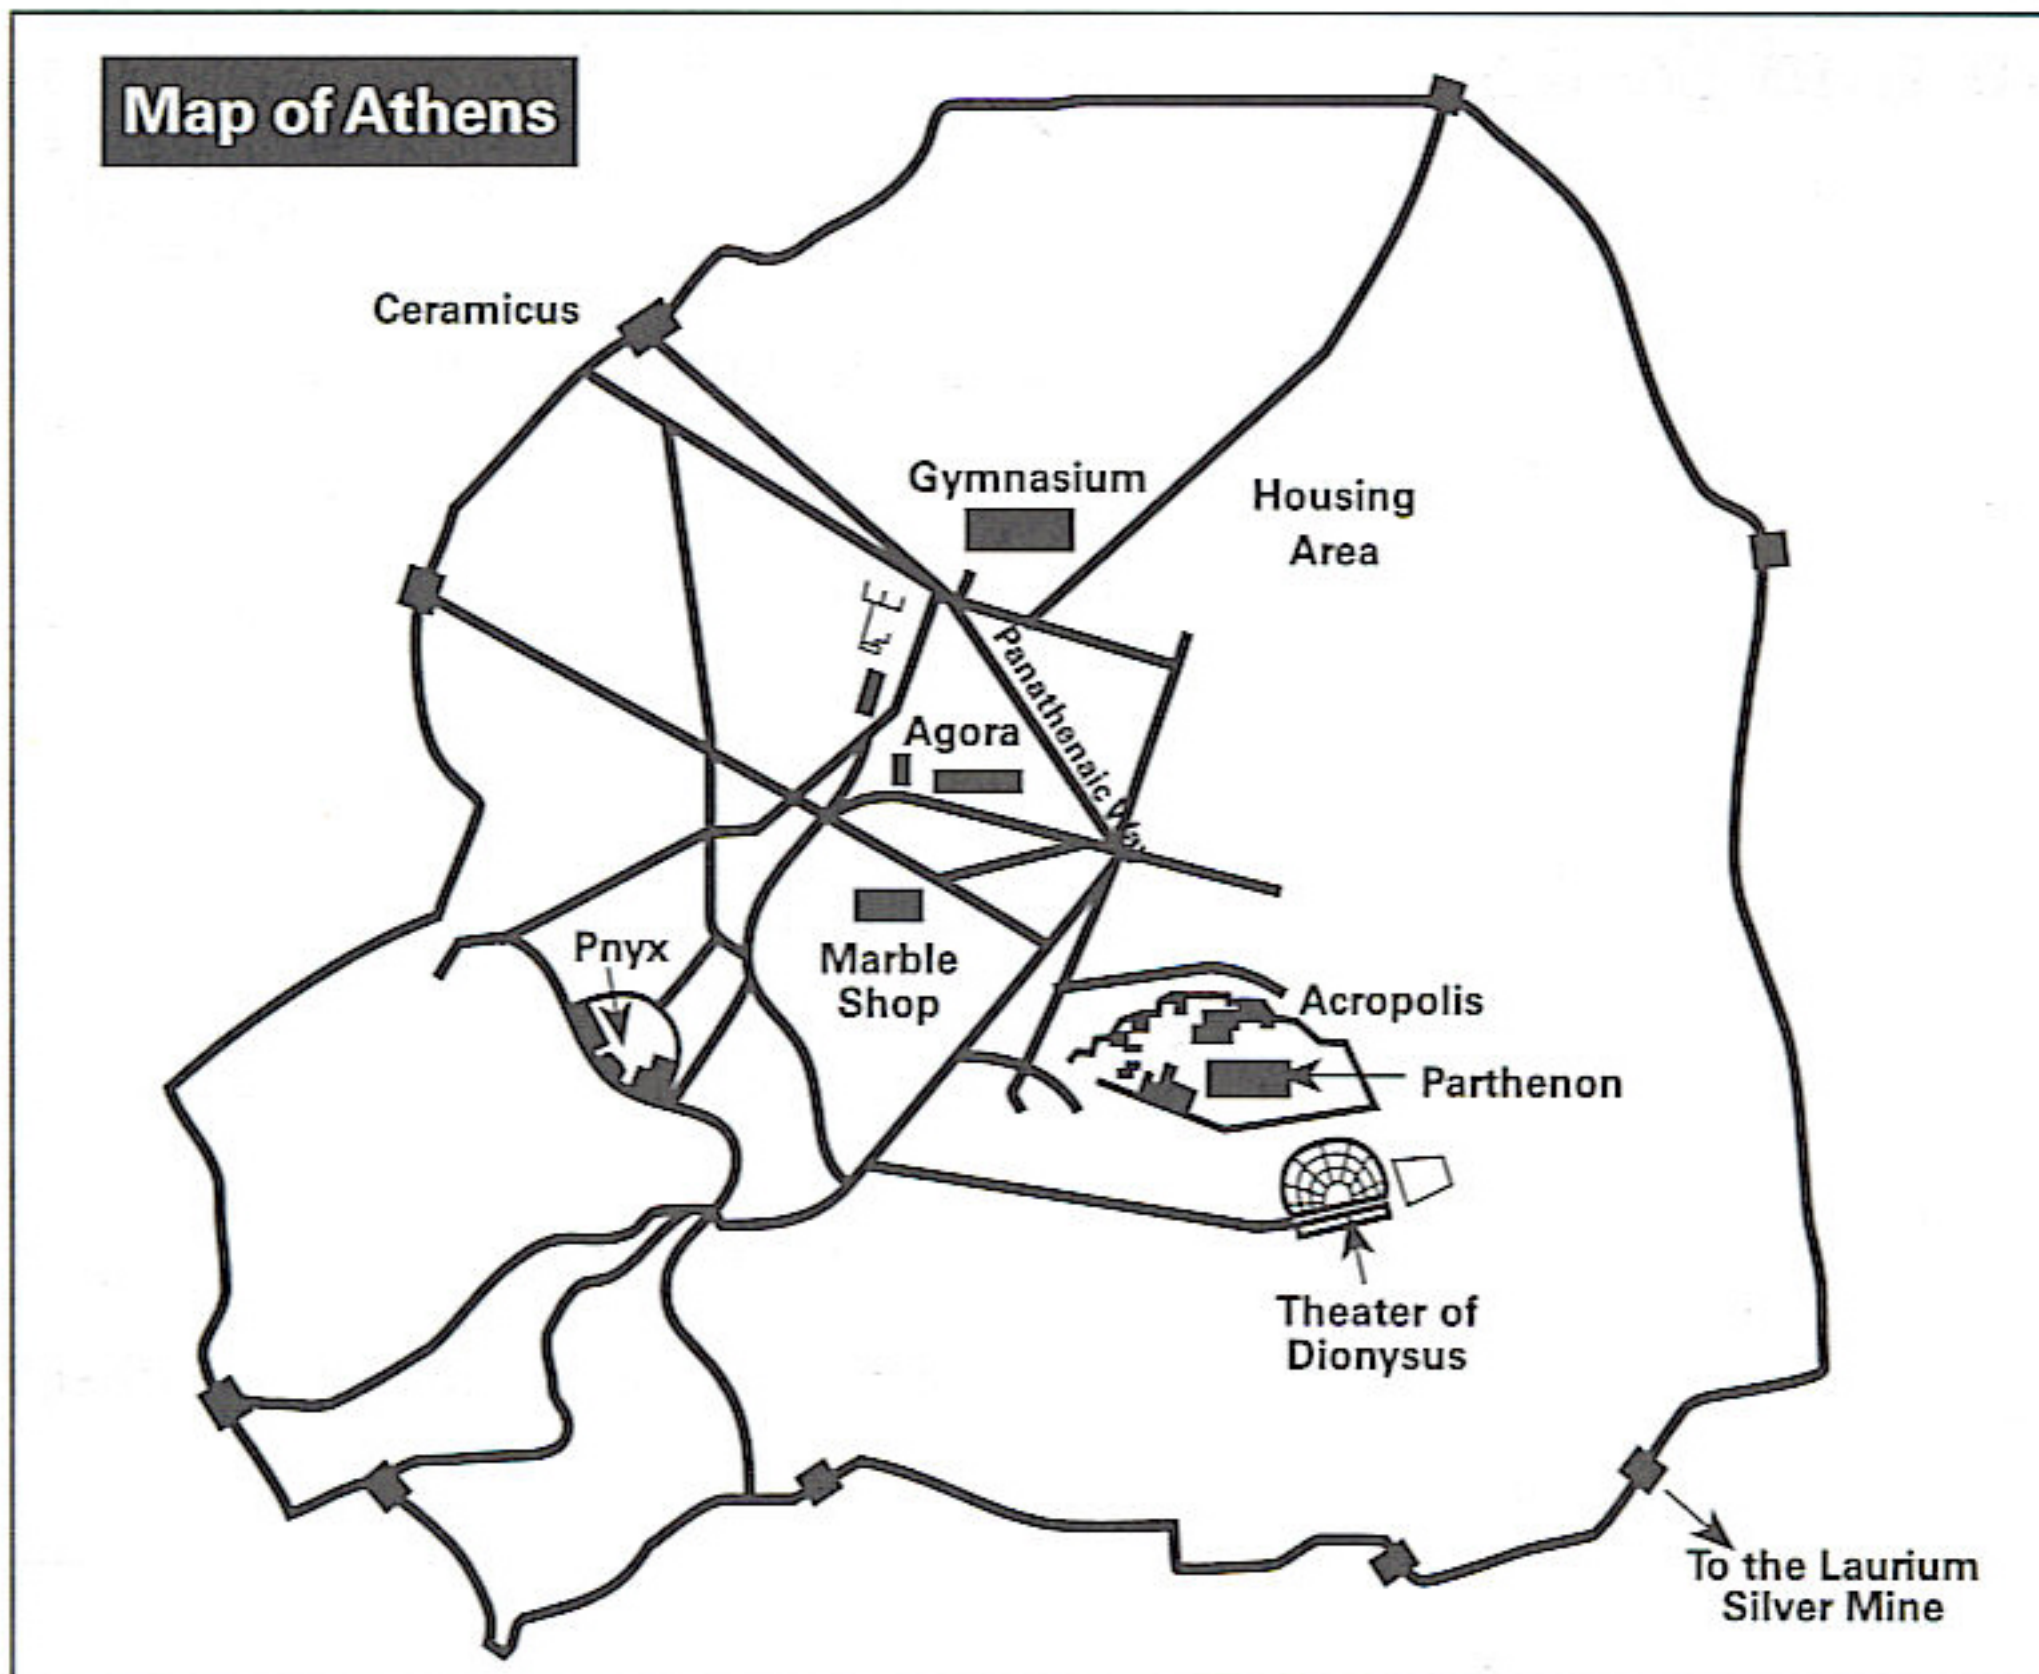 Map of Athens
Ceramicus
Gymnasium
Housing
Area
Panathenaic Way
Agora
Pnyx
Marble
Shop
Acropolis
Parthenon
Theater of
Dionysus
To the Laurium
Silver Mine